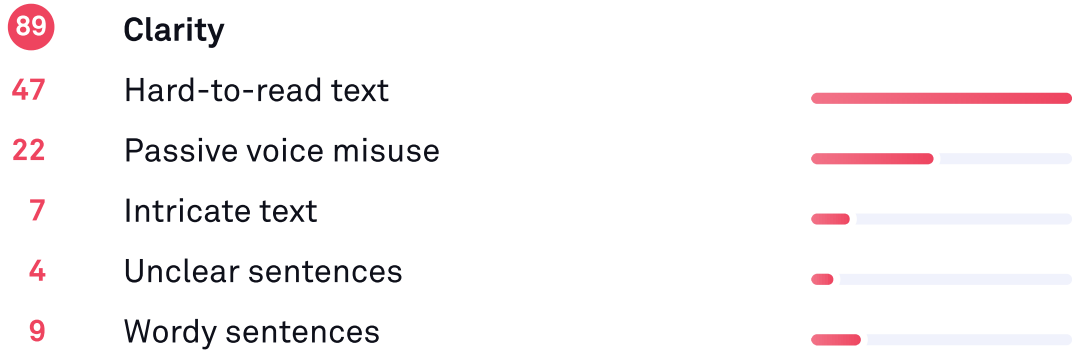 89 Clarity
47 Hard-to-read text
22 Passive voice misuse
7 Intricate text
4 Unclear sentences
9 Wordy sentences